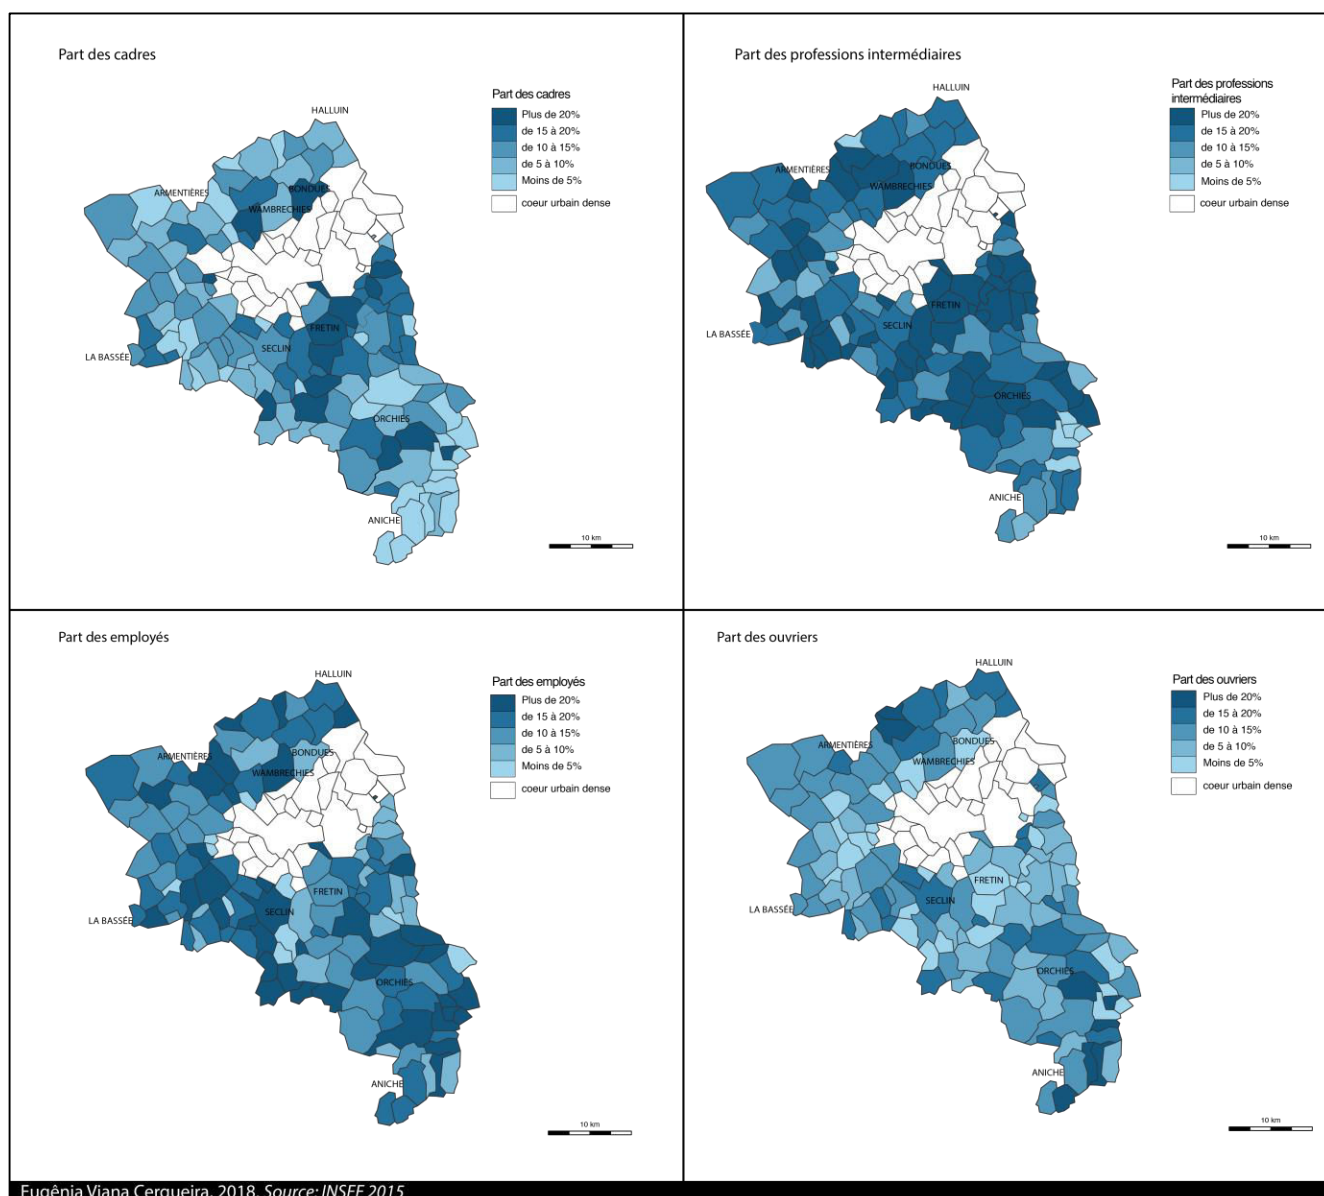 Part des cadres
HALLUIN
ARMENTIÈRES
BONDUES
WAMBRECHIES
FRETIN
SECLIN
LA BASSÉE
ORCHIES
ANICHE
Part des cadres
Plus de 20%
de 15 à 20%
de 10 à 15%
de 5 à 10%
Moins de 5%
coeur urbain dense
10 km
Part des professions intermédiaires
HALLUIN
ARMENTIÈRES
BONDUES
WAMBRECHIES
FRETIN
SECLIN
LA BASSÉE
ORCHIES
ANICHE
Part des professions
intermédiaires
Plus de 20%
de 15 à 20%
de 10 à 15%
de 5 à 10%
Moins de 5%
coeur urbain dense
10 km
Part des employés
HALLUIN
ARMENTIÈRES
BONDUES
WAMBRECHIES
FRETIN
SECLIN
LA BASSÉE
ORCHIES
ANICHE
Part des employés
Plus de 20%
de 15 à 20%
de 10 à 15%
de 5 à 10%
Moins de 5%
coeur urbain dense
10 km
Part des ouvriers
HALLUIN
ARMENTIÈRES
BONDUES
WAMBRECHIES
FRETIN
SECLIN
LA BASSÉE
ORCHIES
ANICHE
Part des ouvriers
Plus de 20%
de 15 à 20%
de 10 à 15%
de 5 à 10%
Moins de 5%
coeur urbain dense
10 km
Eugênia Viana Cerqueira, 2018. Source: INSEE 2015